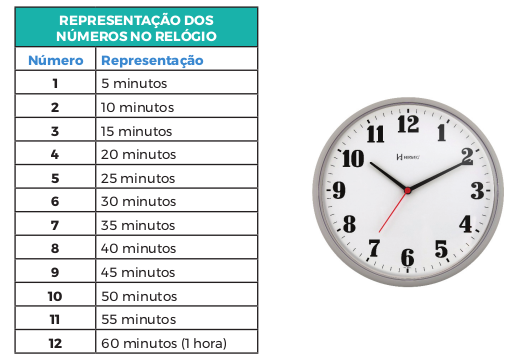 REPRESENTAÇÃO DOS
NÚMEROS NO RELÓGIO
Número Representação
1 5 minutos
2 10 minutos
3 15 minutos
4 20 minutos
5 25 minutos
6 30 minutos
7 35 minutos
8 40 minutos
9 45 minutos
10 50 minutos
11 55 minutos
12 60 minutos (1 hora)
12
11 1
10 2
HERWEG
9 3
8 4
7 5
6